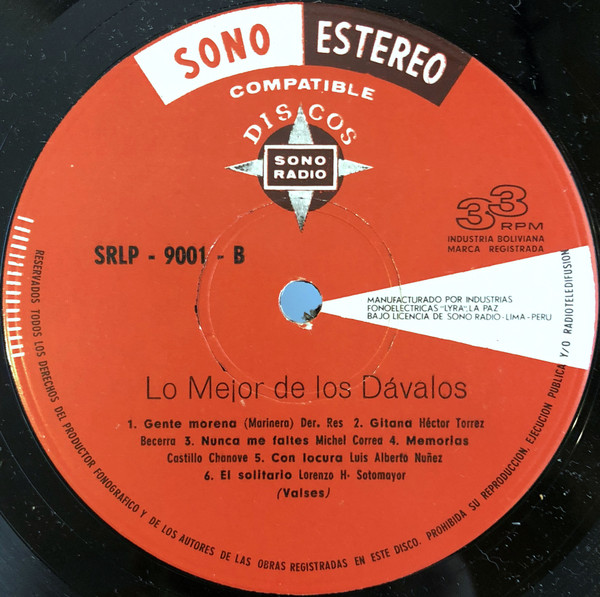 SONO ESTEREO
COMPATIBLE
DISCOS
SONO
RADIO
33
RPM
INDUSTRIA BOLIVIANA
MARCA REGISTRADA
SRLP - 9001 - B
MANUFACTURADO POR INDUSTRIAS
FONOELECTRICAS "LYRA", LA PAZ
BAJO LICENCIA DE SONO RADIO - LIMA - PERU
Lo Mejor de los Dávalos
1. Gente morena (Marinera) Der. Res 2. Gitana Héctor Torrez
Becerra 3. Nunca me faltes Michel Correa 4. Memorias
Castillo Chanove 5. Con locura Luis Alberto Nuñez
6. El solitario Lorenzo H. Sotomayor
(Valses)
RESERVADOS TODOS LOS DERECHOS DEL PRODUCTOR FONOGRAFICO Y DE LOS AUTORES DE LAS OBRAS REGISTRADAS EN ESTE DISCO. PROHIBIDA SU REPRODUCCION, EJECUCION PUBLICA Y/O RADIOTELEDIFUSION